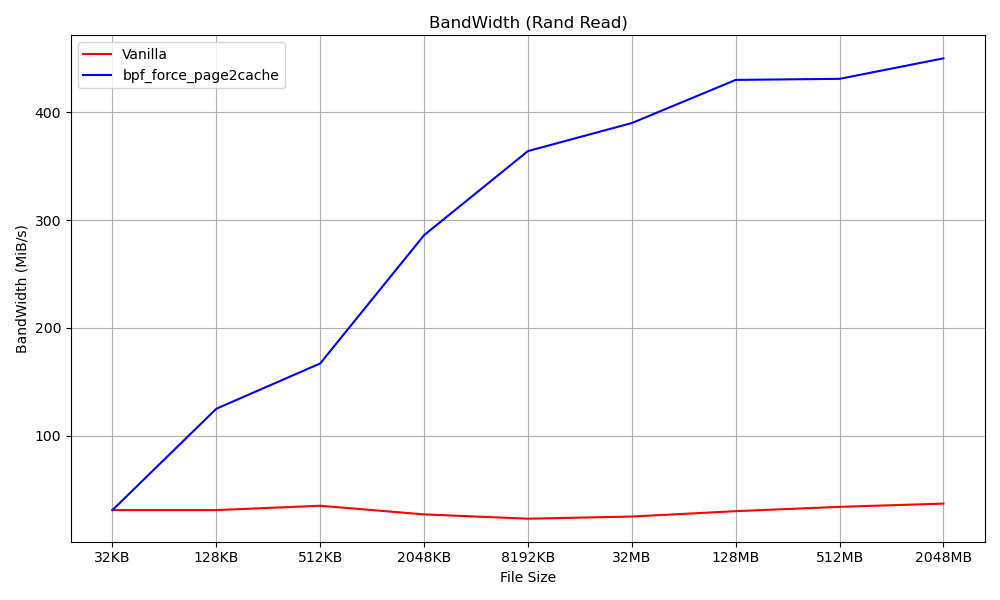 BandWidth (Rand Read)
Vanilla
bpf_force_page2cache
BandWidth (MiB/s)
400
300
200
100
32KB 128KB 512KB 2048KB 8192KB 32MB 128MB 512MB 2048MB
File Size